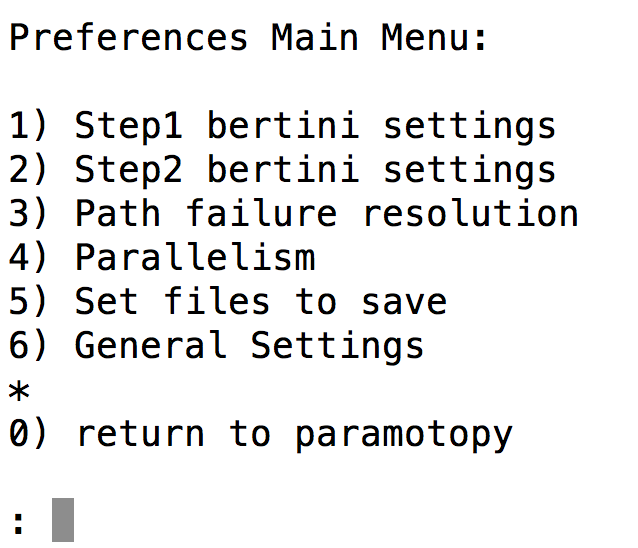 Preferences Main Menu:
1) Step1 bertini settings
2) Step2 bertini settings
3) Path failure resolution
4) Parallelism
5) Set files to save
6) General Settings
*
0) return to paramotopy
: